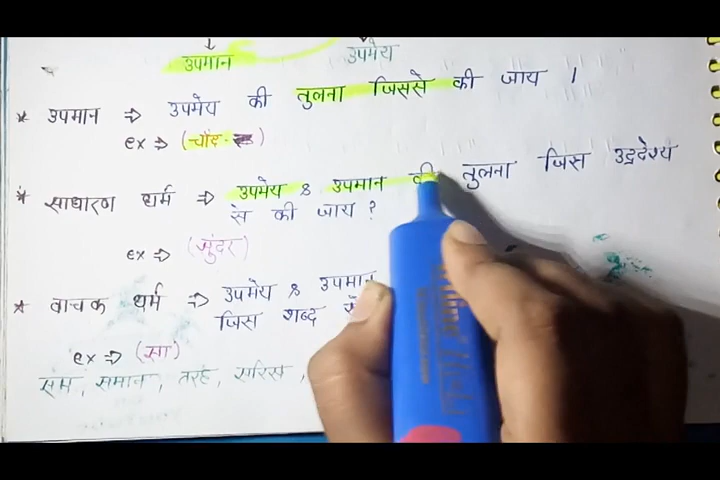 उपमान उपमेय
* उपमान ⇒ उपमेय की तुलना जिससे की जाय ।
ex ⇒ (चाँद)
* साधारण धर्म ⇒ उपमेय & उपमान की तुलना जिस उद्रदेश्य
से की जाय ?
ex ⇒ (सुंदर)
* वाचक धर्म ⇒ उपमेय & उपमान
जिस शब्द से
ex ⇒ (सा)
सम, समान, तरह, सरिस,